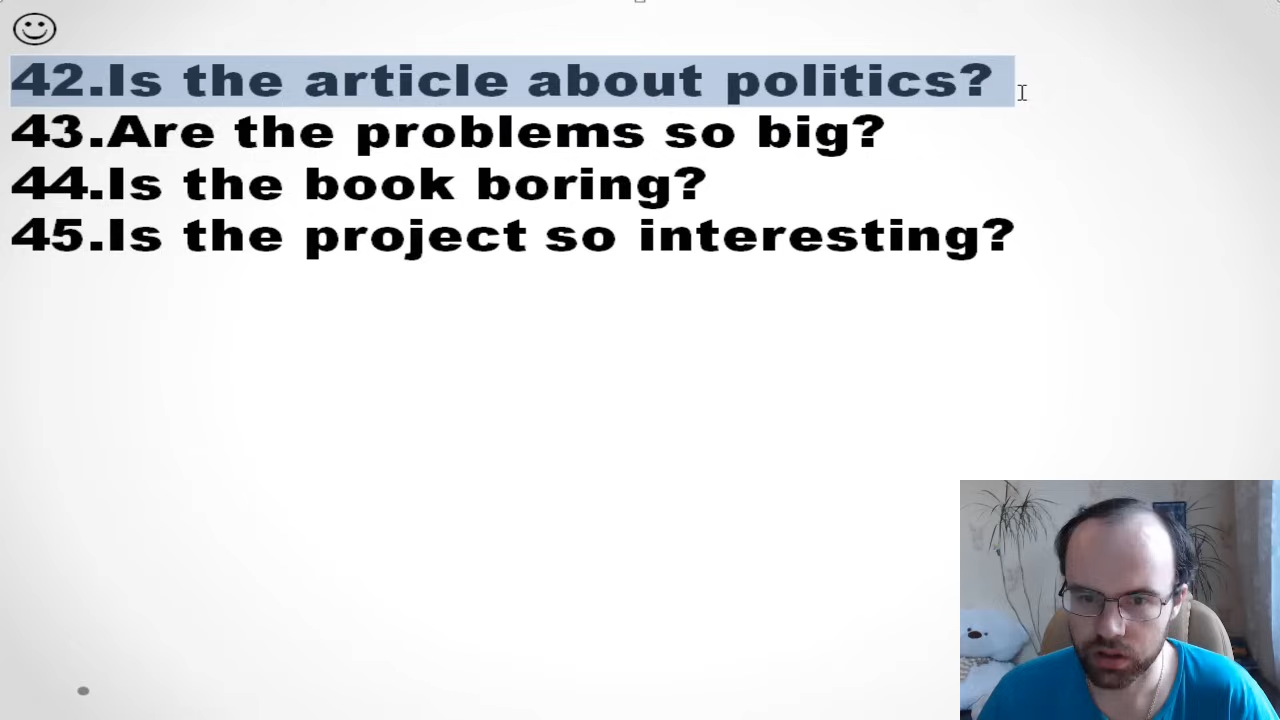 42.Is the article about politics?
43.Are the problems so big?
44.Is the book boring?
45.Is the project so interesting?